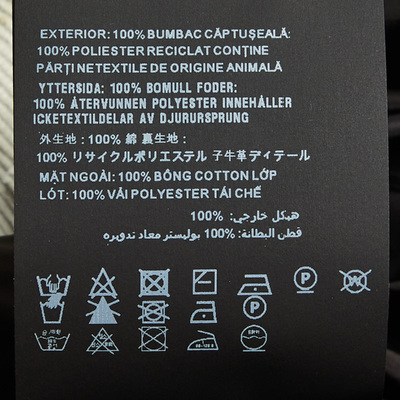 EXTERIOR: 100% BUMBAC CĂPTUȘEALĂ:
100% POLIESTER RECICLAT CONȚINE
PĂRȚI NETEXTILE DE ORIGINE ANIMALĂ
YTTERSIDA: 100% BOMULL FODER:
100% ÅTERVUNNEN POLYESTER INNEHÅLLER
ICKETEXTILDELAR AV DJURURSPRUNG
外生地 : 100% 綿 裏生地 :
100% リサイクルポリエステル 子牛革ディテール
MẶT NGOÀI: 100% BÔNG COTTON LỚP
LÓT: 100% VẢI POLYESTER TÁI CHẾ
هيكل خارجي: 100%
قطن البطانة: 100% بوليستر معاد تدويره
P
W
P